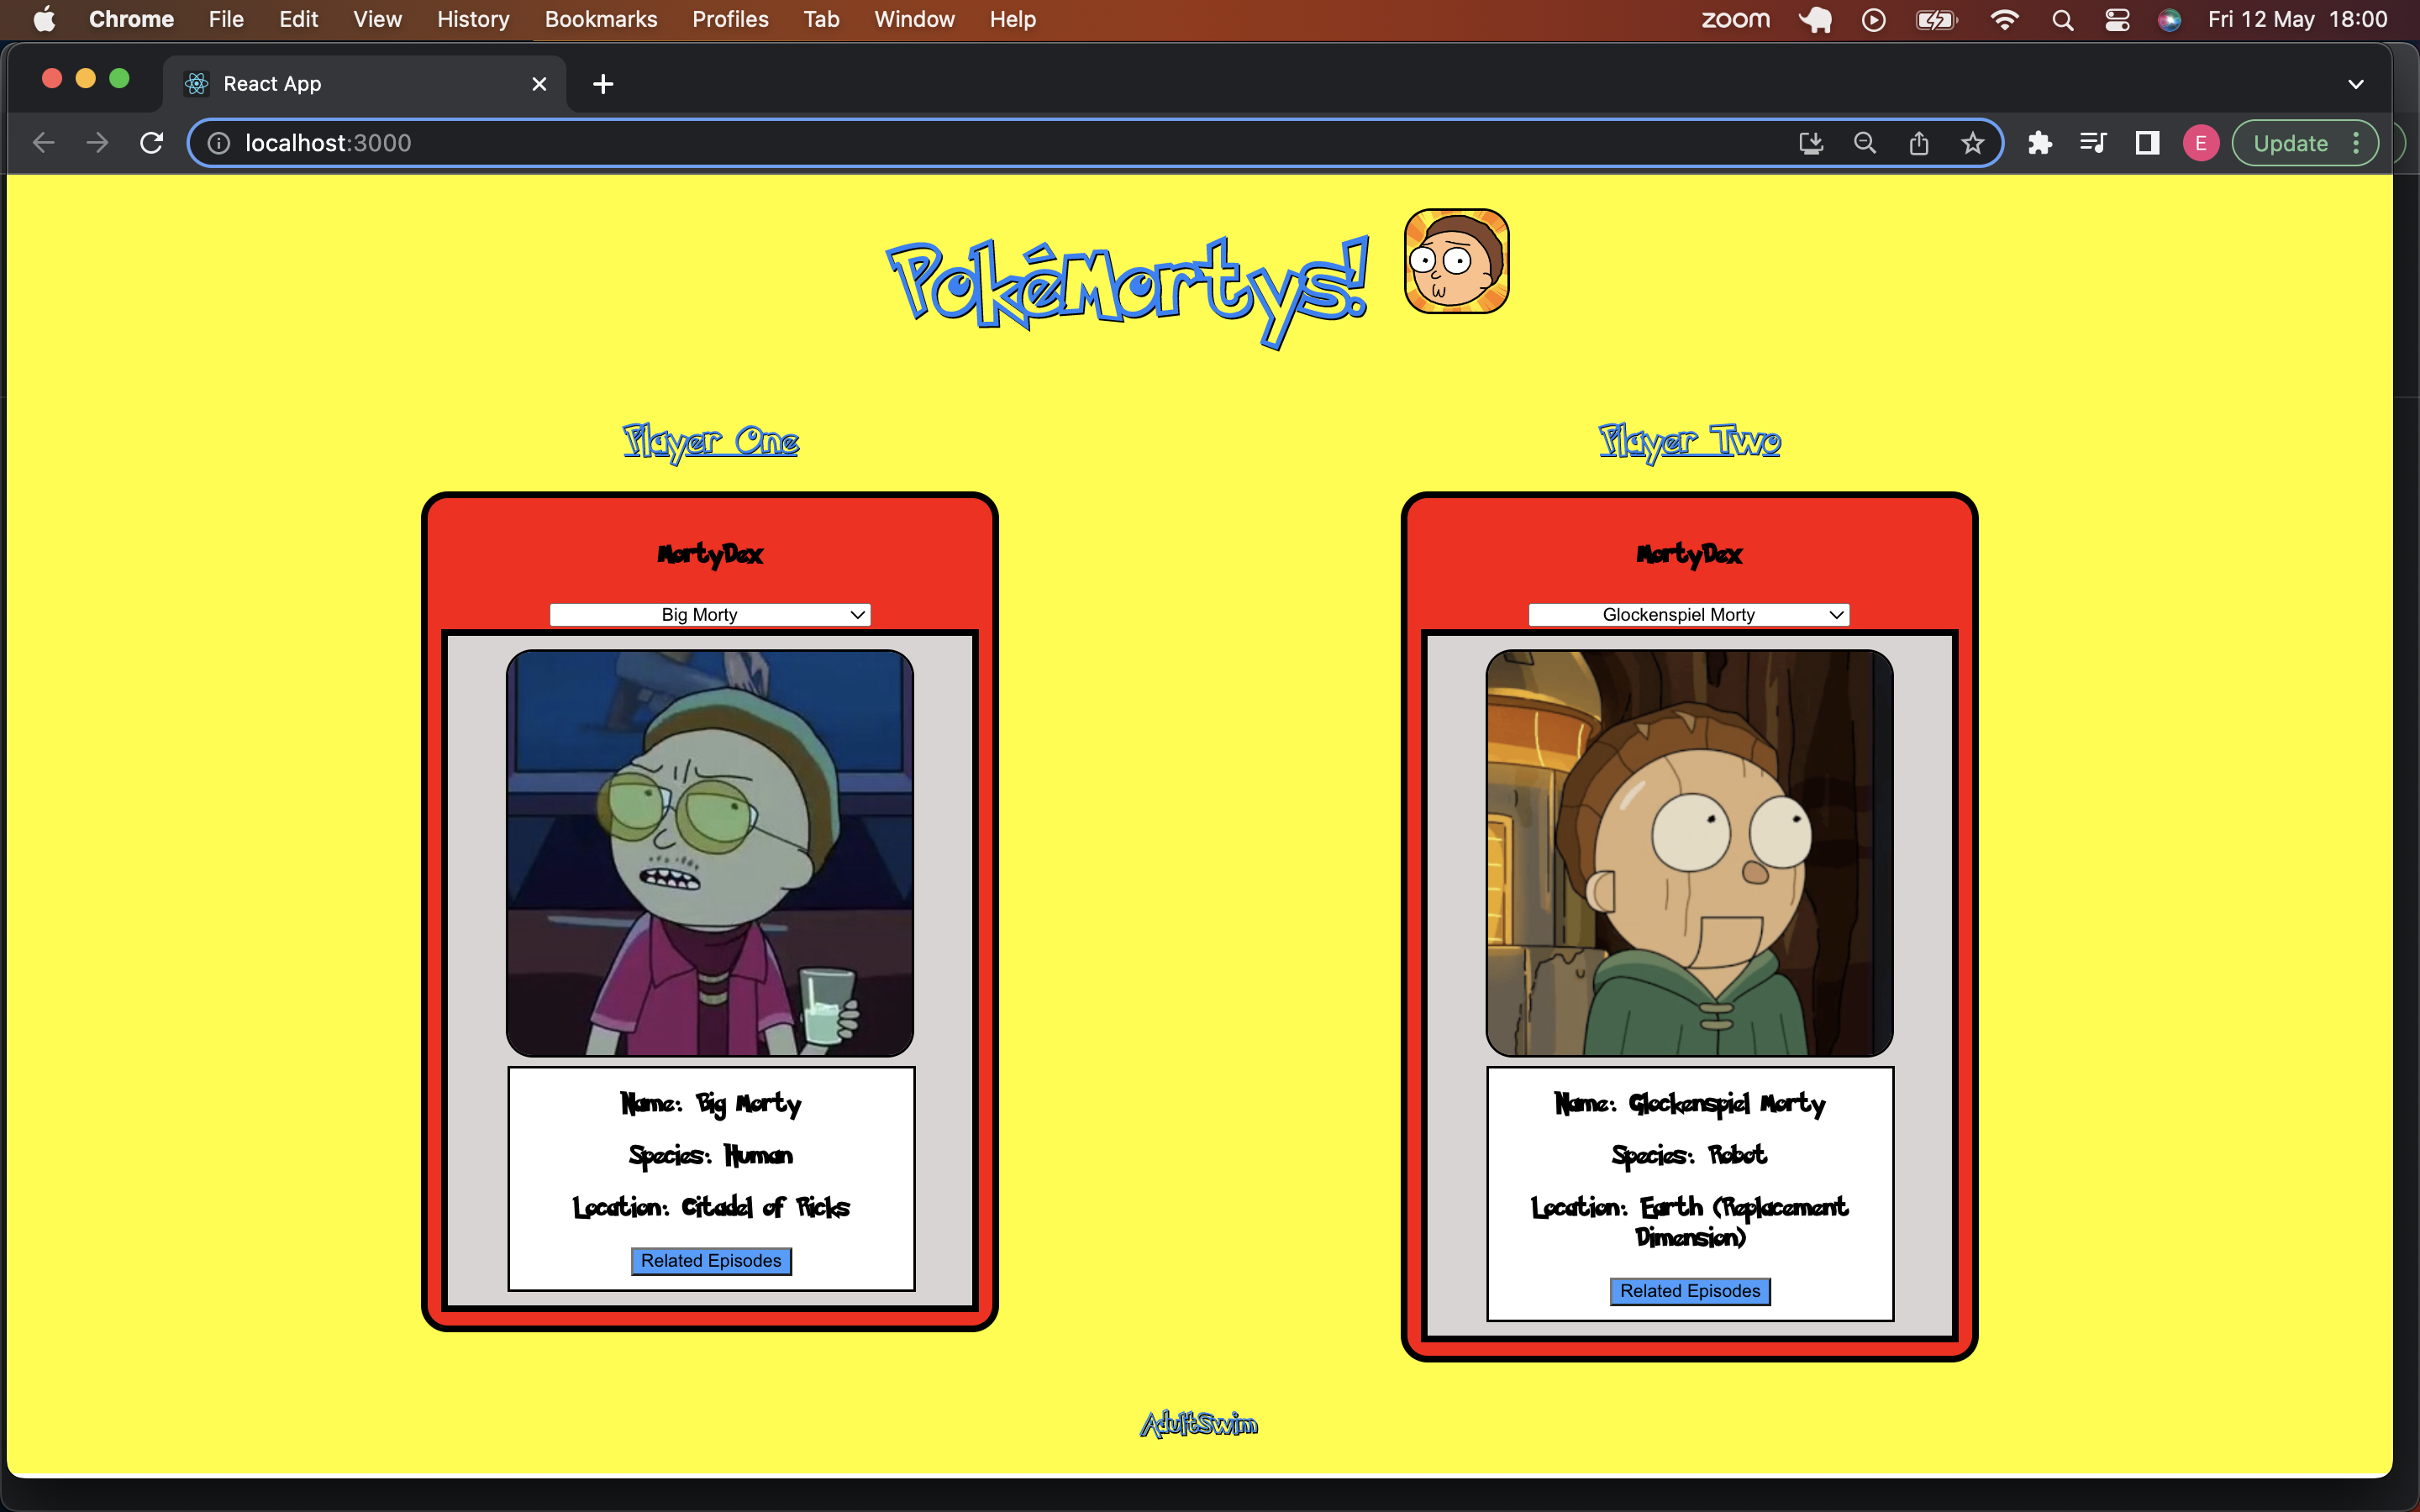 Chrome File Edit View History Bookmarks Profiles Tab Window Help zoom Fri 12 May 18:00
React App
localhost:3000 E Update
PokéMortys!
Player One
Player Two
MortyDex
MortyDex
Big Morty
Glockenspiel Morty
Name: Big Morty
Species: Human
Location: Citadel of Ricks
Related Episodes
Name: Glockenspiel Morty
Species: Robot
Location: Earth (Replacement
Dimension)
Related Episodes
AdultSwim